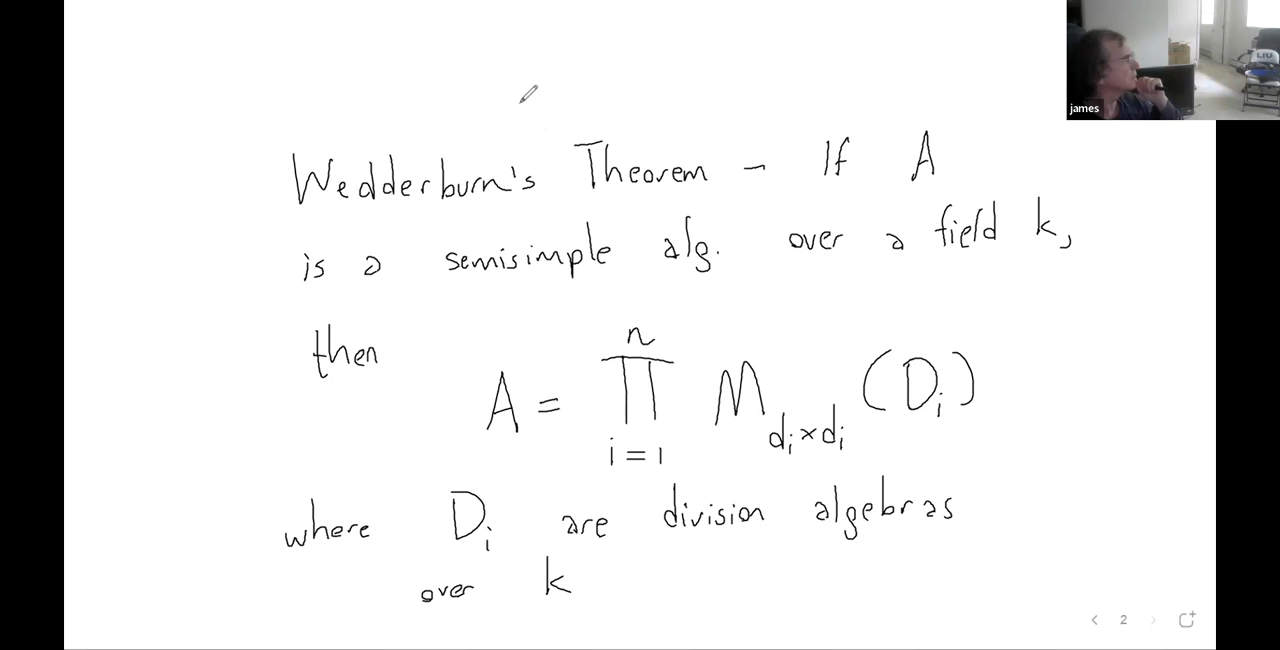 Wedderburn's Theorem – If A
is a semisimple alg. over a field k,
then
n
A = ∏ M_{d_i×d_i} (D_i)
i = 1
where D_i are division algebras
over k
james
LIU
< 2 >